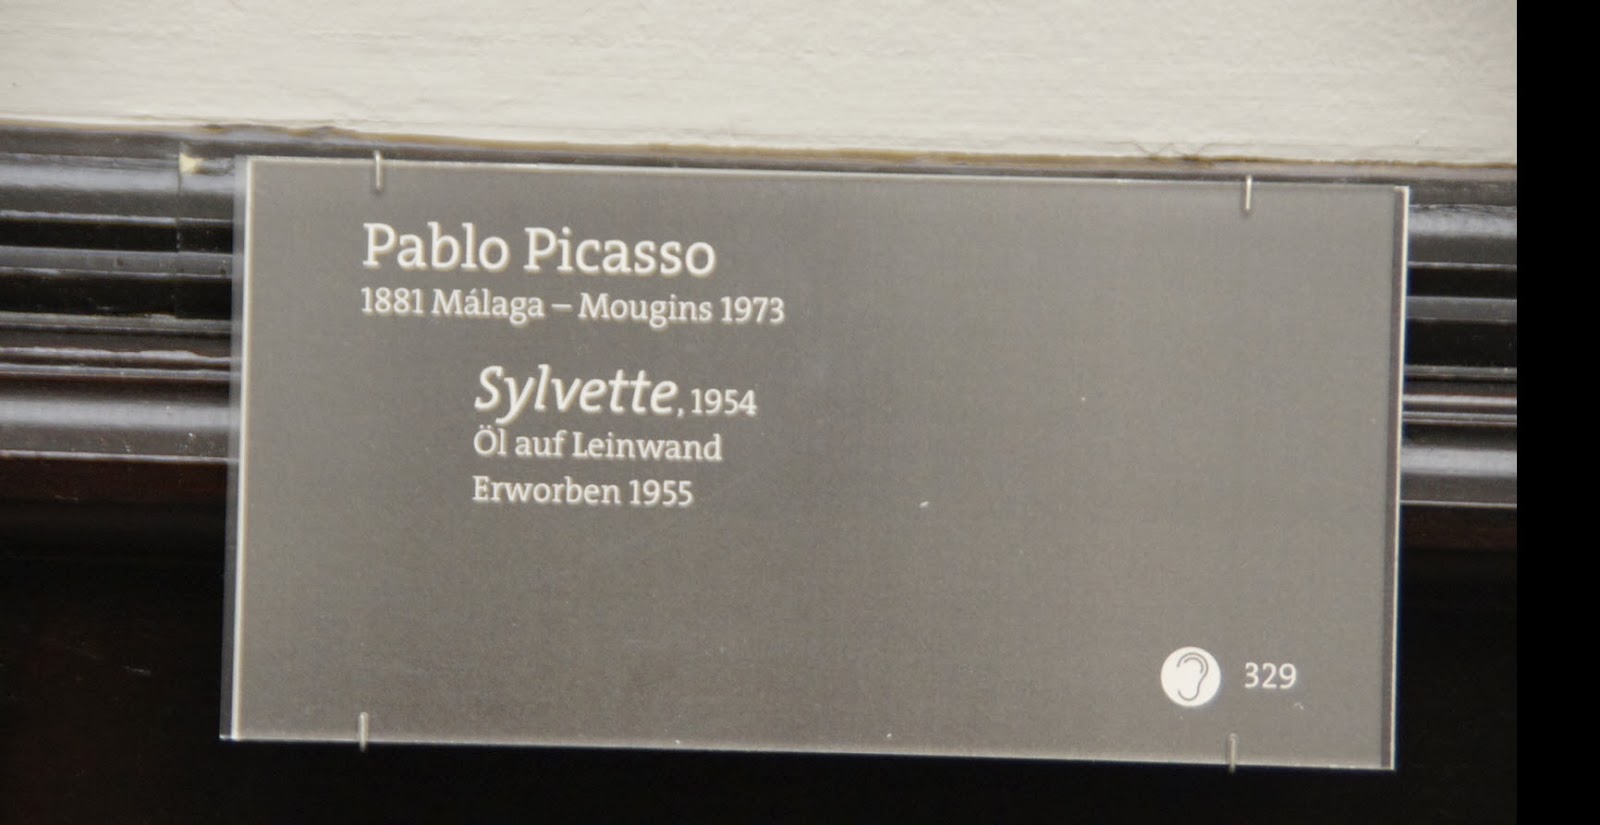 Pablo Picasso
1881 Málaga – Mougins 1973
Sylvette, 1954
Öl auf Leinwand
Erworben 1955
329